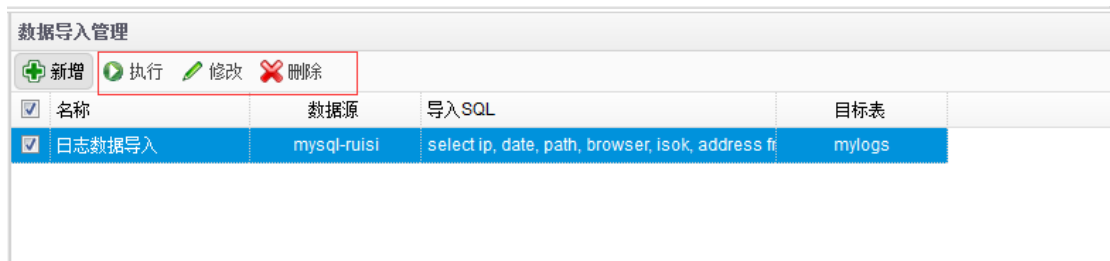 数据导入管理
新增 执行 修改 删除
名称 数据源 导入SQL 目标表
日志数据导入 mysql-ruisi select ip, date, path, browser, isok, address fr mylogs